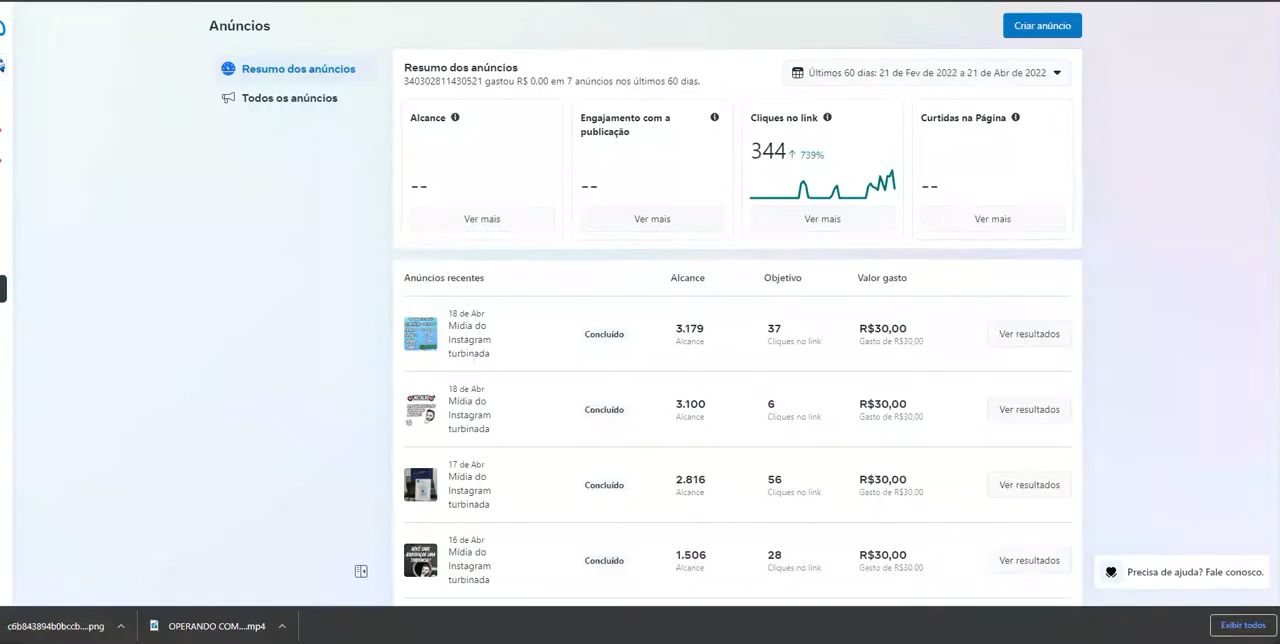 Anúncios
Criar anúncio
Resumo dos anúncios
Todos os anúncios
Resumo dos anúncios
340302811430521 gastou R$ 0,00 em 7 anúncios nos últimos 60 dias.
Últimos 60 dias: 21 de Fev de 2022 a 21 de Abr de 2022
Alcance
--
Ver mais
Engajamento com a
publicação
--
Ver mais
Cliques no link
344 ↑ 739%
Ver mais
Curtidas na Página
--
Ver mais
Anúncios recentes Alcance Objetivo Valor gasto
18 de Abr
Mídia do
Instagram
turbinada
Concluído
3.179
Alcance
37
Cliques no link
R$30,00
Gasto de R$30,00
Ver resultados
18 de Abr
Mídia do
Instagram
turbinada
Concluído
3.100
Alcance
6
Cliques no link
R$30,00
Gasto de R$30,00
Ver resultados
17 de Abr
Mídia do
Instagram
turbinada
Concluído
2.816
Alcance
56
Cliques no link
R$30,00
Gasto de R$30,00
Ver resultados
16 de Abr
Mídia do
Instagram
turbinada
Concluído
1.506
Alcance
28
Cliques no link
R$30,00
Gasto de R$30,00
Ver resultados
Precisa de ajuda? Fale conosco.
c6b843894b0bccb....png
OPERANDO COM....mp4
Exibir todos